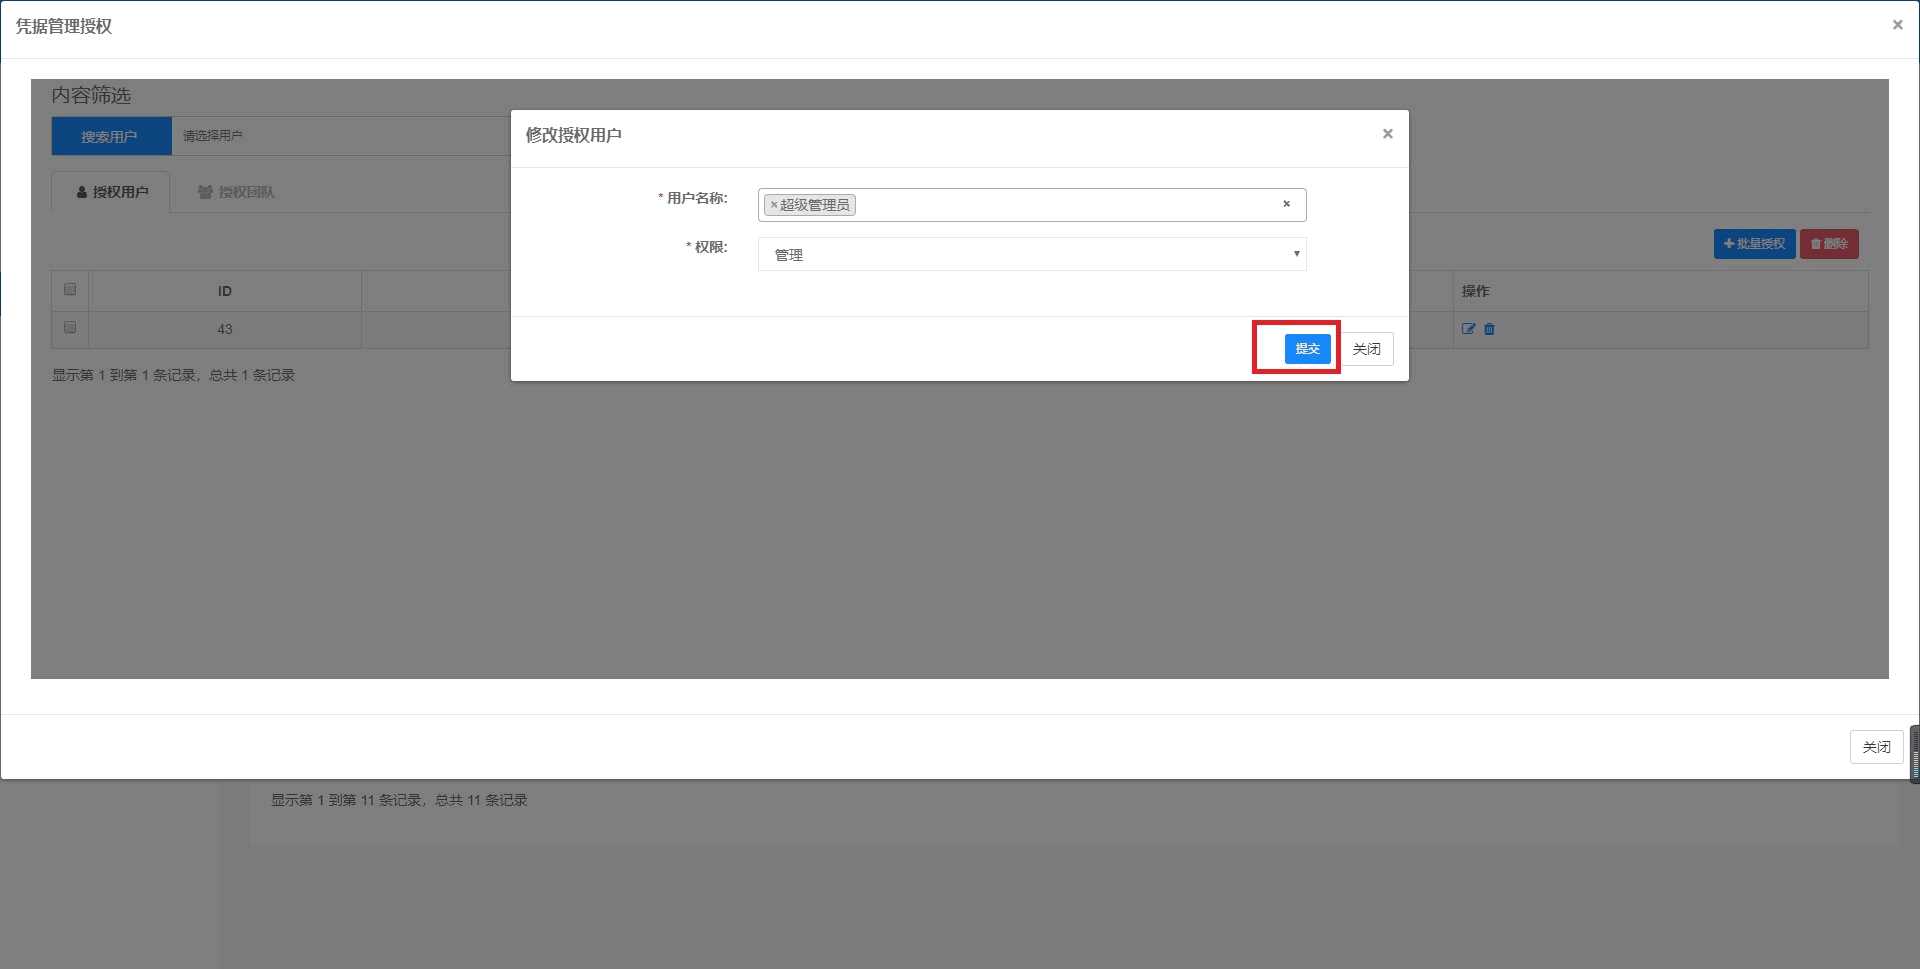 凭据管理授权
×
内容筛选
搜索用户 请选择用户
授权用户 授权团队
修改授权用户 ×
* 用户名称: ×超级管理员 ×
* 权限: 管理
提交 关闭
批量授权 删除
ID 操作
43
显示第 1 到第 1 条记录，总共 1 条记录
关闭
显示第 1 到第 11 条记录，总共 11 条记录